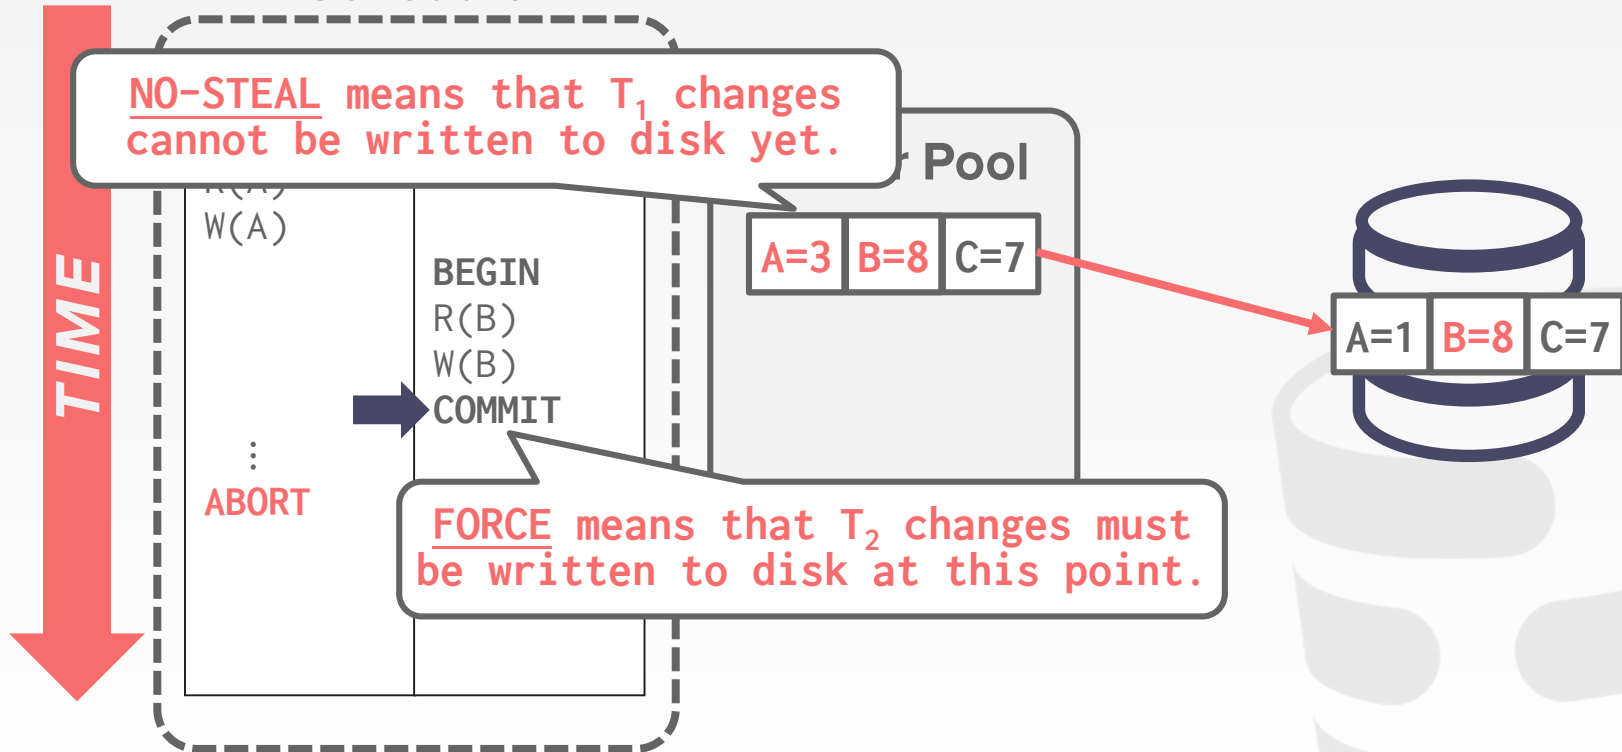 NO-STEAL means that T1 changes
cannot be written to disk yet.
Pool
R(A)
W(A)
A=3 B=8 C=7
TIME
BEGIN
R(B)
W(B)
COMMIT
A=1 B=8 C=7
⋮
ABORT
FORCE means that T2 changes must
be written to disk at this point.